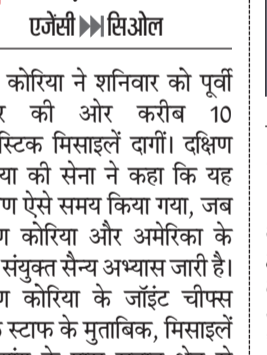 एजेंसी सिओल
कोरिया ने शनिवार को पूर्वी
की ओर करीब 10
मिसाइलें दागीं। दक्षिण
की सेना ने कहा कि यह
ऐसे समय किया गया, जब
कोरिया और अमेरिका के
संयुक्त सैन्य अभ्यास जारी है।
कोरिया के जॉइंट चीफ्स
स्टाफ के मुताबिक, मिसाइलें